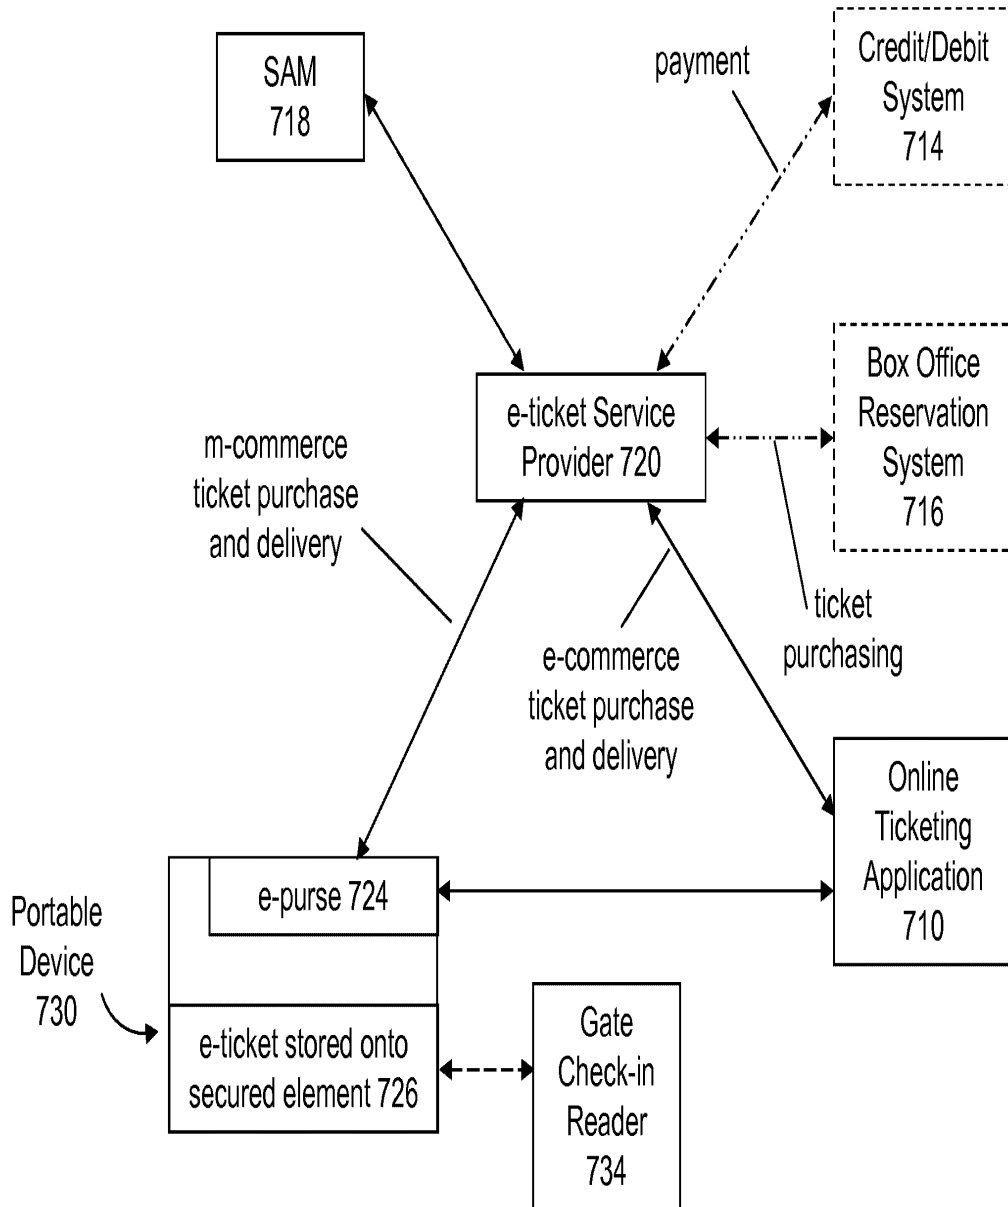 SAM
718
payment
Credit/Debit
System
714
e-ticket Service
Provider 720
Box Office
Reservation
System
716
m-commerce
ticket purchase
and delivery
e-commerce
ticket purchase
and delivery
ticket
purchasing
Online
Ticketing
Application
710
e-purse 724
Portable
Device
730
e-ticket stored onto
secured element 726
Gate
Check-in
Reader
734